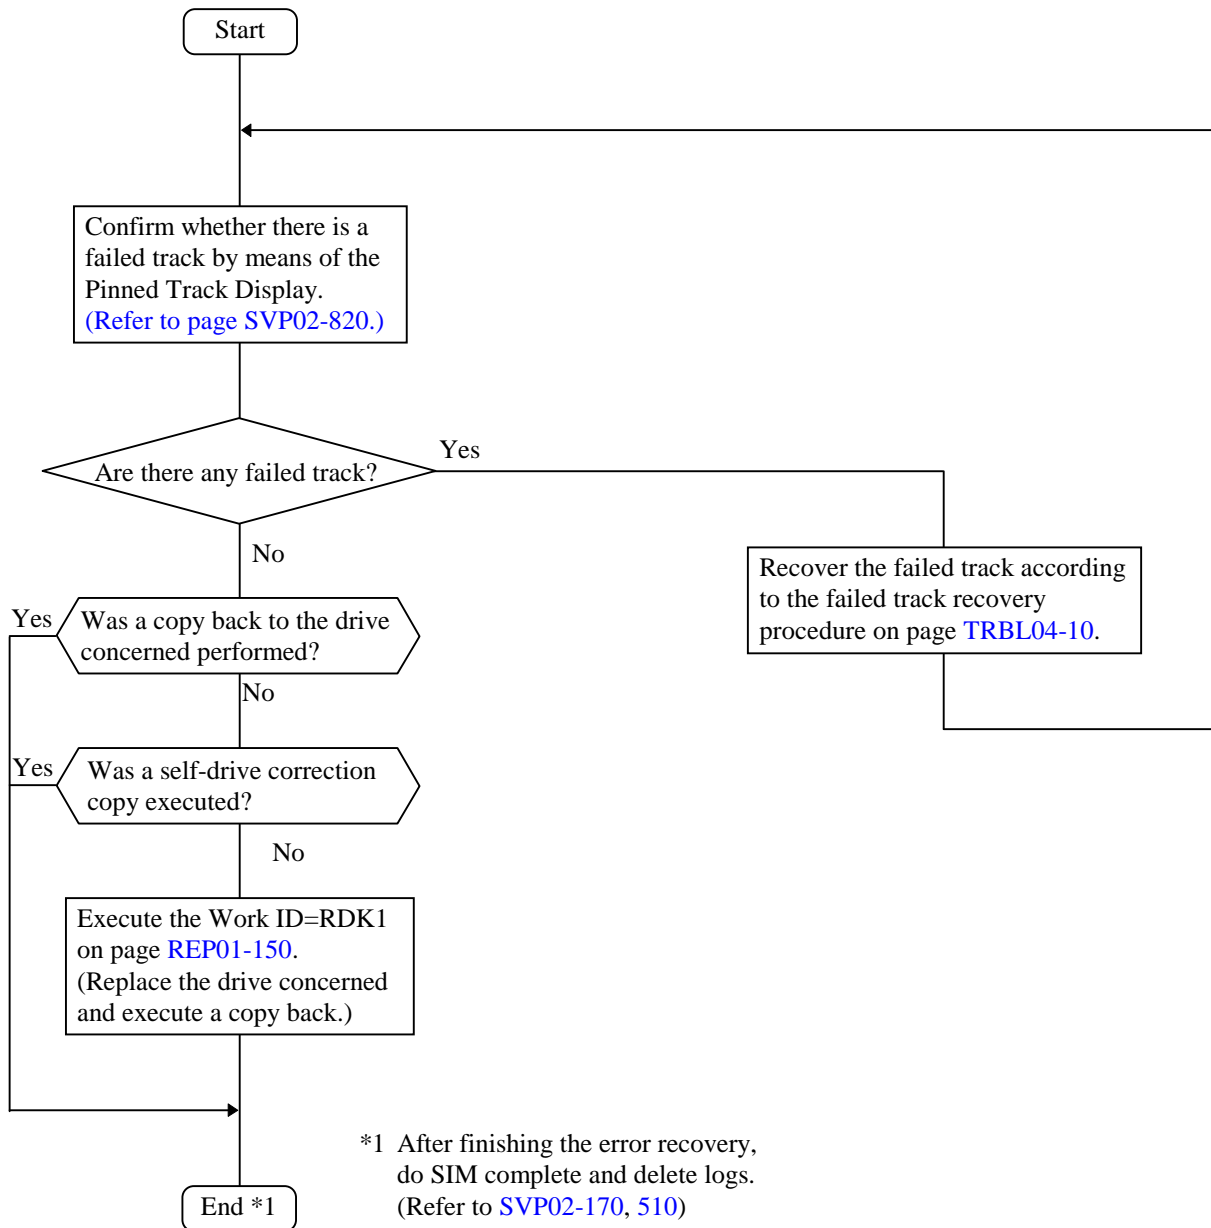 Start
Confirm whether there is a
failed track by means of the
Pinned Track Display.
(Refer to page SVP02-820.)
Are there any failed track?
Yes
No
Recover the failed track according
to the failed track recovery
procedure on page TRBL04-10.
Yes
Was a copy back to the drive
concerned performed?
No
Yes
Was a self-drive correction
copy executed?
No
Execute the Work ID=RDK1
on page REP01-150.
(Replace the drive concerned
and execute a copy back.)
*1 After finishing the error recovery,
do SIM complete and delete logs.
(Refer to SVP02-170, 510)
End *1